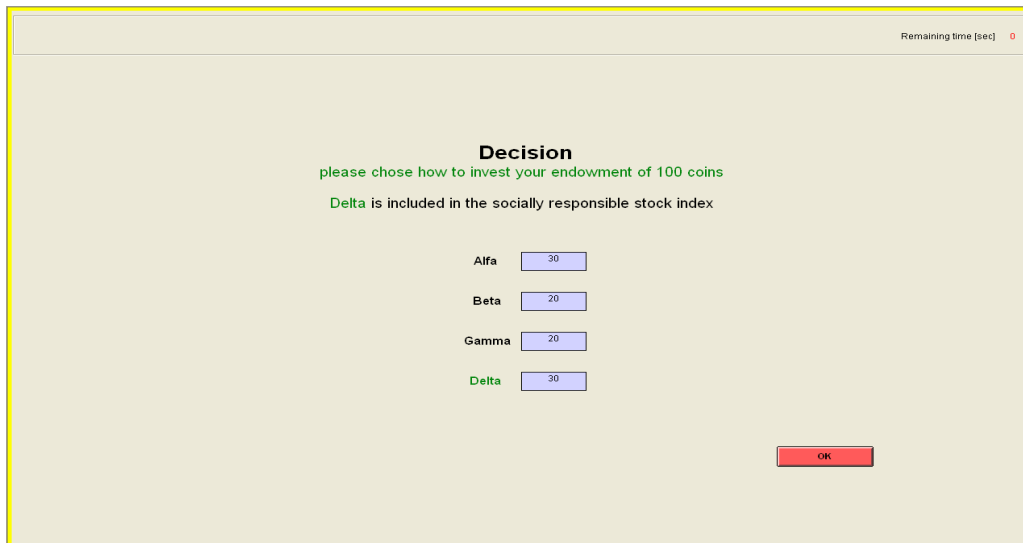 Remaining time [sec] 0
Decision
please chose how to invest your endowment of 100 coins
Delta is included in the socially responsible stock index
Alfa 30
Beta 20
Gamma 20
Delta 30
OK